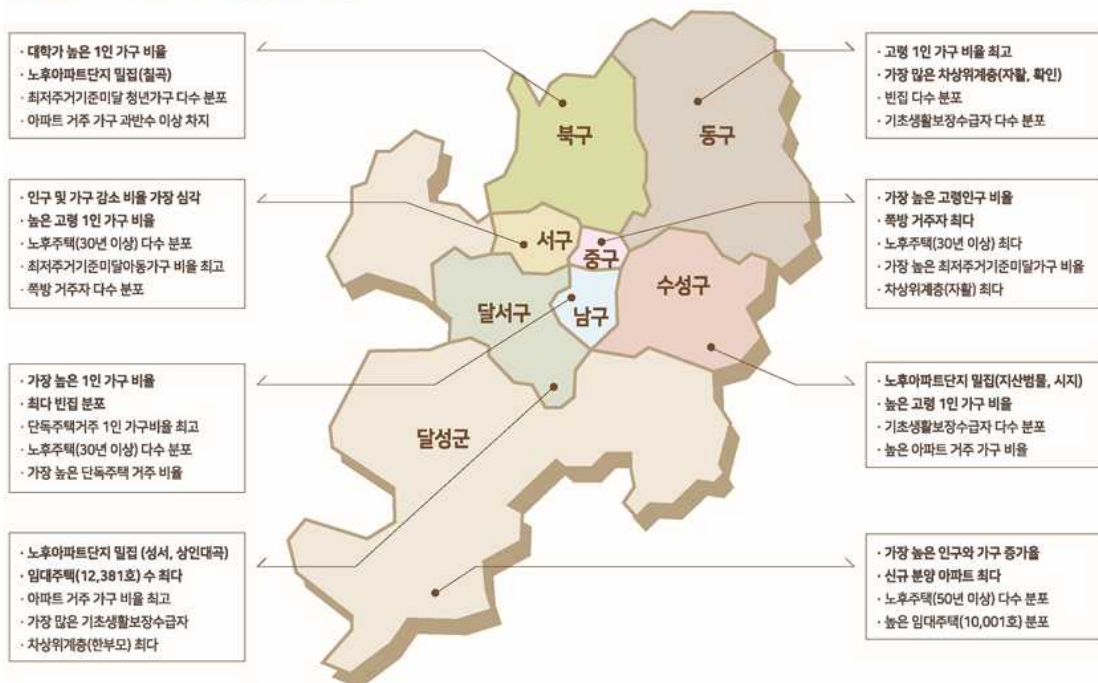 · 대학가 높은 1인 가구 비율
· 노후아파트단지 밀집(칠곡)
· 최저주거기준미달 청년가구 다수 분포
· 아파트 거주 가구 과반수 이상 차지
· 고령 1인 가구 비율 최고
· 가장 많은 차상위계층(자활, 확인)
· 빈집 다수 분포
· 기초생활보장수급자 다수 분포
북구
동구
· 인구 및 가구 감소 비율 가장 심각
· 높은 고령 1인 가구 비율
· 노후주택(30년 이상) 다수 분포
· 최저주거기준미달아동가구 비율 최고
· 쪽방 거주자 다수 분포
· 가장 높은 고령인구 비율
· 쪽방 거주자 최다
· 노후주택(30년 이상) 최다
· 가장 높은 최저주거기준미달가구 비율
· 차상위계층(자활) 최다
서구
중구
수성구
달서구
남구
· 가장 높은 1인 가구 비율
· 최다 빈집 분포
· 단독주택거주 1인 가구비율 최고
· 노후주택(30년 이상) 다수 분포
· 가장 높은 단독주택 거주 비율
· 노후아파트단지 밀집(지산범물, 시지)
· 높은 고령 1인 가구 비율
· 기초생활보장수급자 다수 분포
· 높은 아파트 거주 가구 비율
달성군
· 노후아파트단지 밀집 (성서, 상인대곡)
· 임대주택(12,381호) 수 최다
· 아파트 거주 가구 비율 최고
· 가장 많은 기초생활보장수급자
· 차상위계층(한부모) 최다
· 가장 높은 인구와 가구 증가율
· 신규 분양 아파트 최다
· 노후주택(50년 이상) 다수 분포
· 높은 임대주택(10,001호) 분포